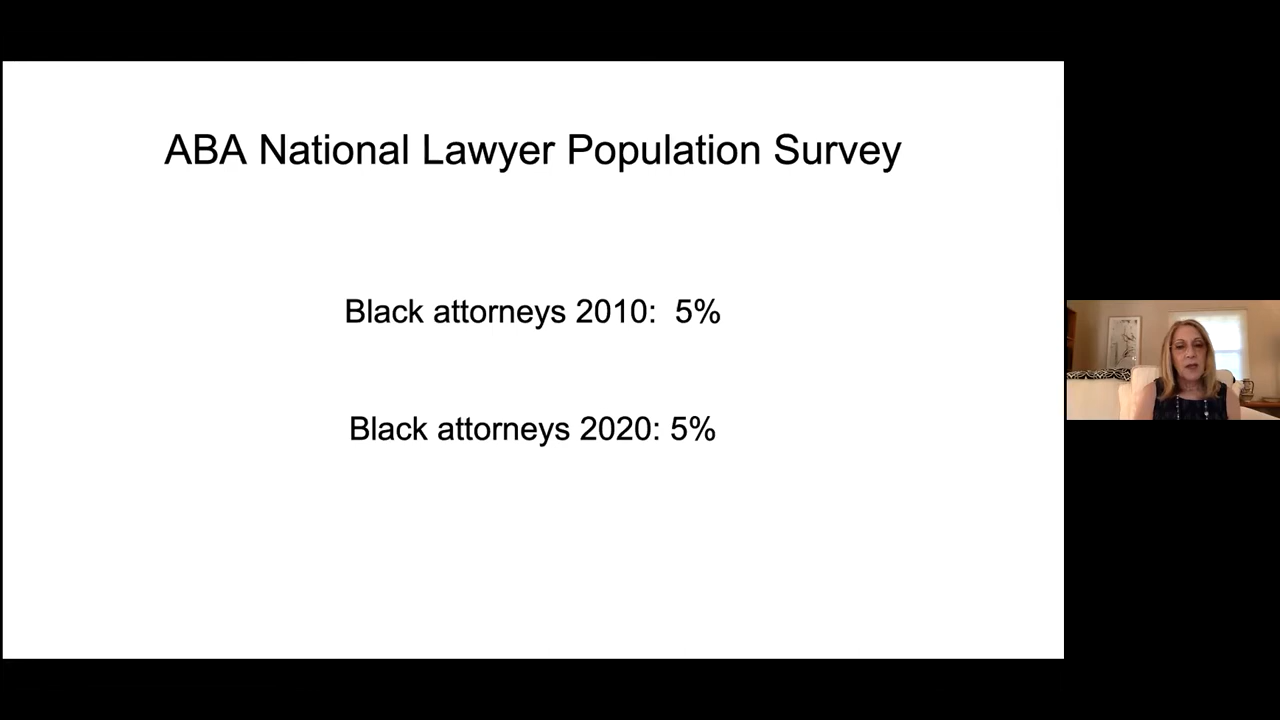 ABA National Lawyer Population Survey
Black attorneys 2010:  5%
Black attorneys 2020: 5%